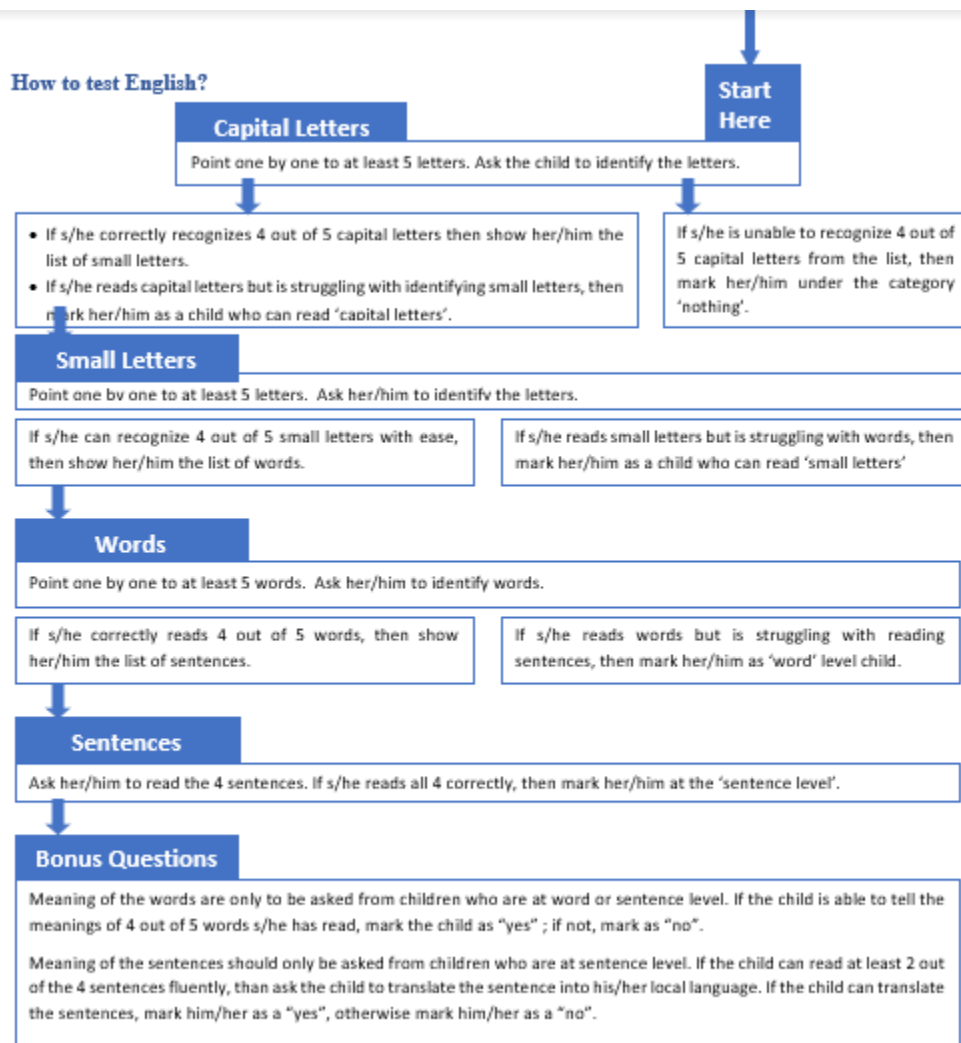 How to test English?
Start
Here
Capital Letters
Point one by one to at least 5 letters. Ask the child to identify the letters.
• If s/he correctly recognizes 4 out of 5 capital letters then show her/him the
list of small letters.
• If s/he reads capital letters but is struggling with identifying small letters, then
mark her/him as a child who can read ‘capital letters’.
If s/he is unable to recognize 4 out of
5 capital letters from the list, then
mark her/him under the category
‘nothing’.
Small Letters
Point one by one to at least 5 letters. Ask her/him to identify the letters.
If s/he can recognize 4 out of 5 small letters with ease,
then show her/him the list of words.
If s/he reads small letters but is struggling with words, then
mark her/him as a child who can read ‘small letters’
Words
Point one by one to at least 5 words. Ask her/him to identify words.
If s/he correctly reads 4 out of 5 words, then show
her/him the list of sentences.
If s/he reads words but is struggling with reading
sentences, then mark her/him as ‘word’ level child.
Sentences
Ask her/him to read the 4 sentences. If s/he reads all 4 correctly, then mark her/him at the ‘sentence level’.
Bonus Questions
Meaning of the words are only to be asked from children who are at word or sentence level. If the child is able to tell the
meanings of 4 out of 5 words s/he has read, mark the child as “yes” ; if not, mark as “no”.
Meaning of the sentences should only be asked from children who are at sentence level. If the child can read at least 2 out
of the 4 sentences fluently, than ask the child to translate the sentence into his/her local language. If the child can translate
the sentences, mark him/her as a “yes”, otherwise mark him/her as a “no”.